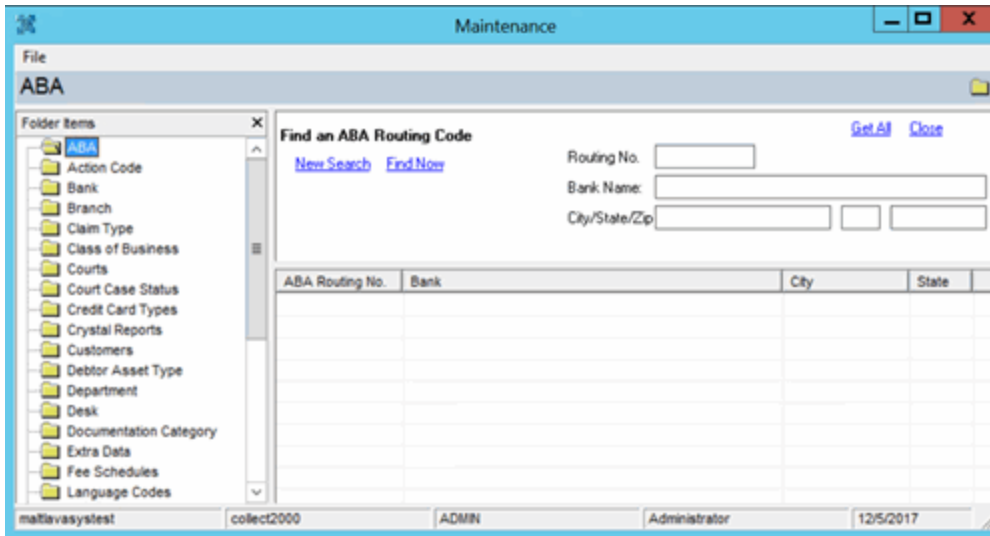 Maintenance
File
ABA
Folder Items
ABA
Action Code
Bank
Branch
Claim Type
Class of Business
Courts
Court Case Status
Credit Card Types
Crystal Reports
Customers
Debtor Asset Type
Department
Desk
Documentation Category
Extra Data
Fee Schedules
Language Codes
Find an ABA Routing Code
Get All Close
New Search Find Now
Routing No.
Bank Name:
City/State/Zip
ABA Routing No. Bank City State
maltlavasystest collect2000 ADMIN Administrator 12/5/2017